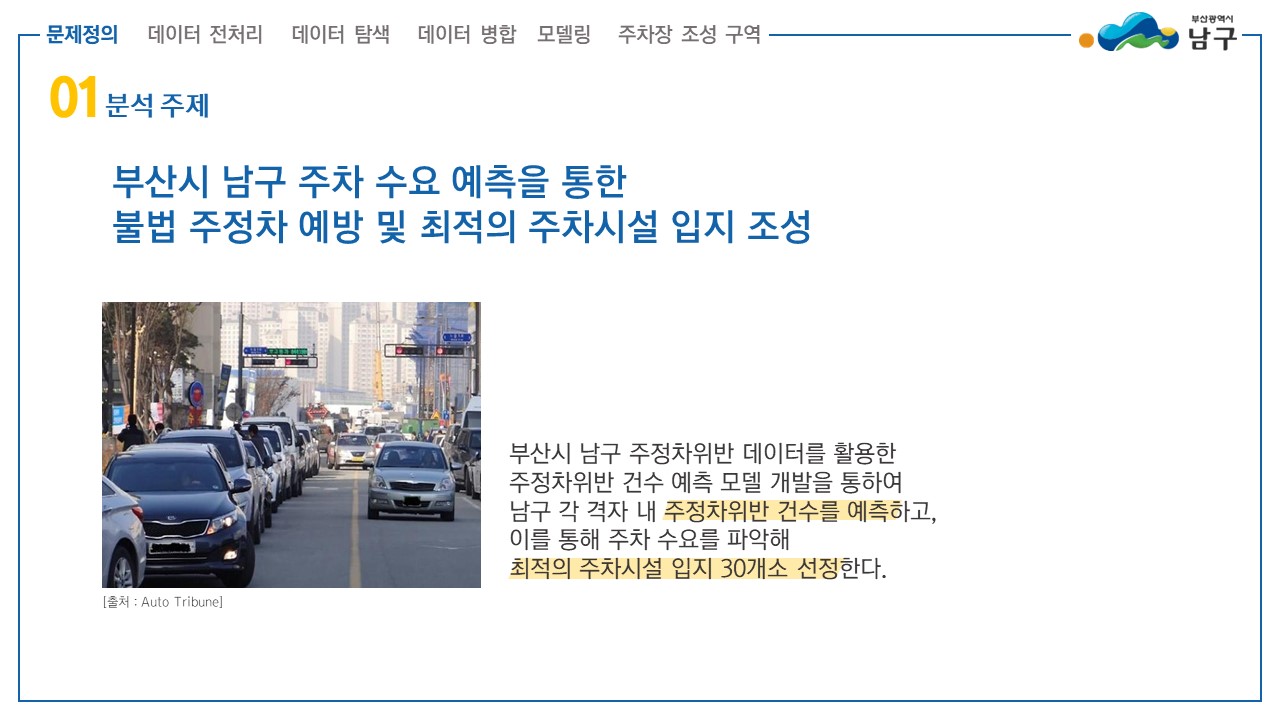 문제정의 데이터 전처리 데이터 탐색 데이터 병합 모델링 주차장 조성 구역
부산광역시
남구
01 분석 주제
부산시 남구 주차 수요 예측을 통한
불법 주정차 예방 및 최적의 주차시설 입지 조성
부산시 남구 주정차위반 데이터를 활용한
주정차위반 건수 예측 모델 개발을 통하여
남구 각 격자 내 주정차위반 건수를 예측하고,
이를 통해 주차 수요를 파악해
최적의 주차시설 입지 30개소 선정한다.
[출처 : Auto Tribune]